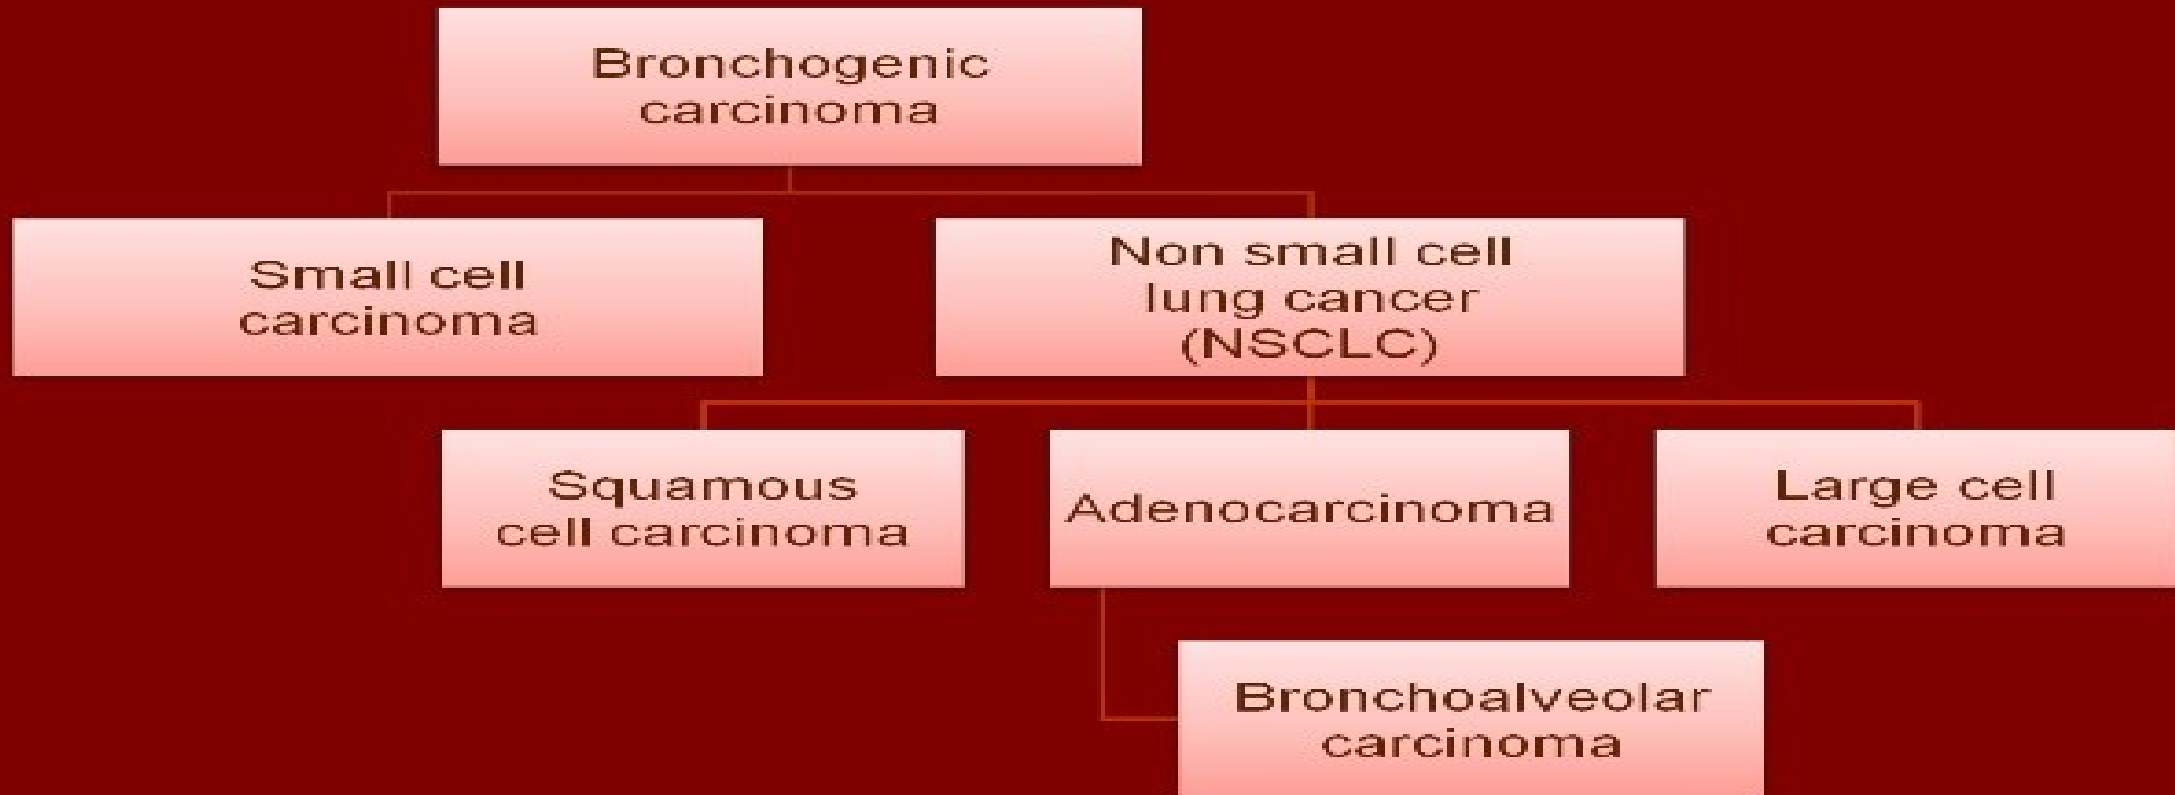 Bronchogenic
carcinoma
Small cell
carcinoma
Non small cell
lung cancer
(NSCLC)
Squamous
cell carcinoma
Adenocarcinoma
Large cell
carcinoma
Bronchoalveolar
carcinoma